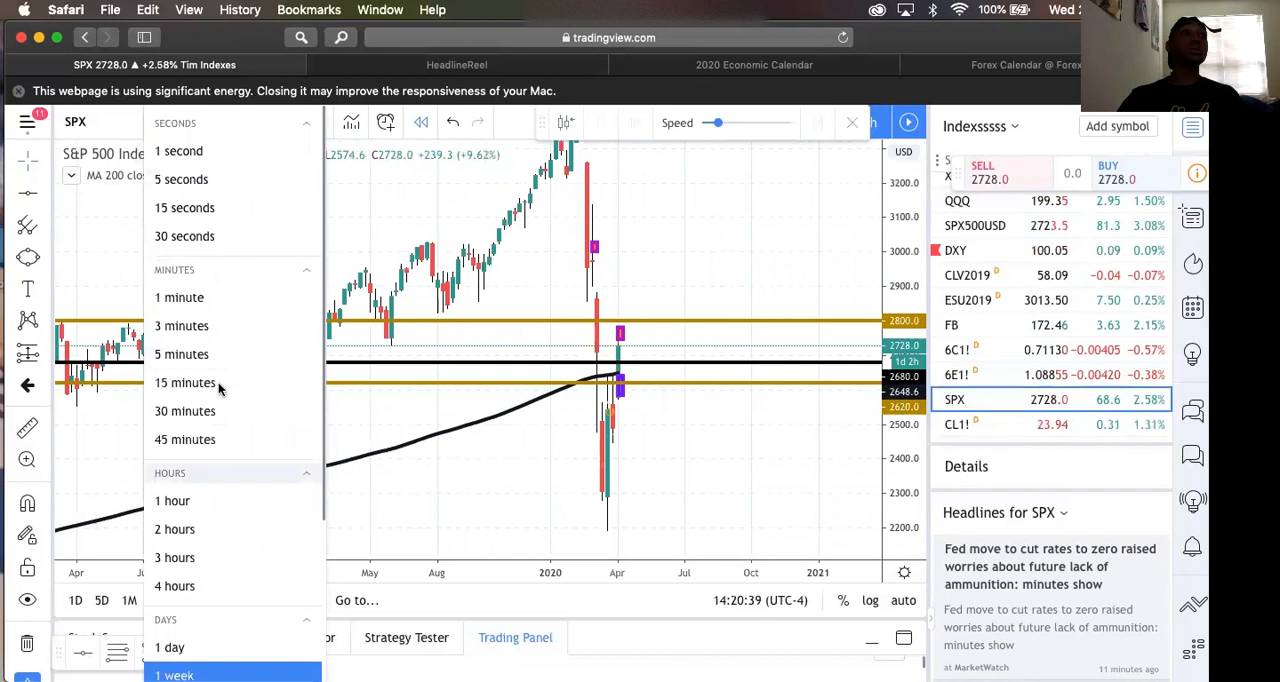 Safari File Edit View History Bookmarks Window Help 100% Wed 2
tradingview.com
SPX 2728.0 ▲ +2.58% Tim Indexes HeadlineReel 2020 Economic Calendar Forex Calendar @ Forex
This webpage is using significant energy. Closing it may improve the responsiveness of your Mac.
11
SPX
Speed
S&P 500 Inde
L2574.6 C2728.0 +239.3 (+9.62%)
MA 200 clos
SECONDS
1 second
5 seconds
15 seconds
30 seconds
MINUTES
1 minute
3 minutes
5 minutes
15 minutes
30 minutes
45 minutes
HOURS
1 hour
2 hours
3 hours
4 hours
DAYS
1 day
1 week
USD
3200.0
3100.0
3000.0
2900.0
2800.0
2728.0
1d 2h
2680.0
2648.6
2620.0
2500.0
2400.0
2300.0
2200.0
Apr May Aug 2020 Apr Jul Oct 2021
1D 5D 1M Go to... 14:20:39 (UTC-4) % log auto
Strategy Tester Trading Panel
Indexsssss Add symbol
SELL
2728.0
0.0
BUY
2728.0
QQQ 199.35 2.95 1.50%
SPX500USD 2723.5 81.3 3.08%
DXY 100.05 0.09 0.09%
CLV2019 D 58.09 −0.04 −0.07%
ESU2019 D 3013.50 7.50 0.25%
FB 172.46 3.63 2.15%
6C1! D 0.71130 −0.00405 −0.57%
6E1! D 1.08855 −0.00420 −0.38%
SPX 2728.0 68.6 2.58%
CL1! D 23.94 0.31 1.31%
Details
Headlines for SPX
Fed move to cut rates to zero raised
worries about future lack of
ammunition: minutes show
Fed move to cut rates to zero raised
worries about future lack of ammunition:
minutes show
at MarketWatch 11 minutes ago